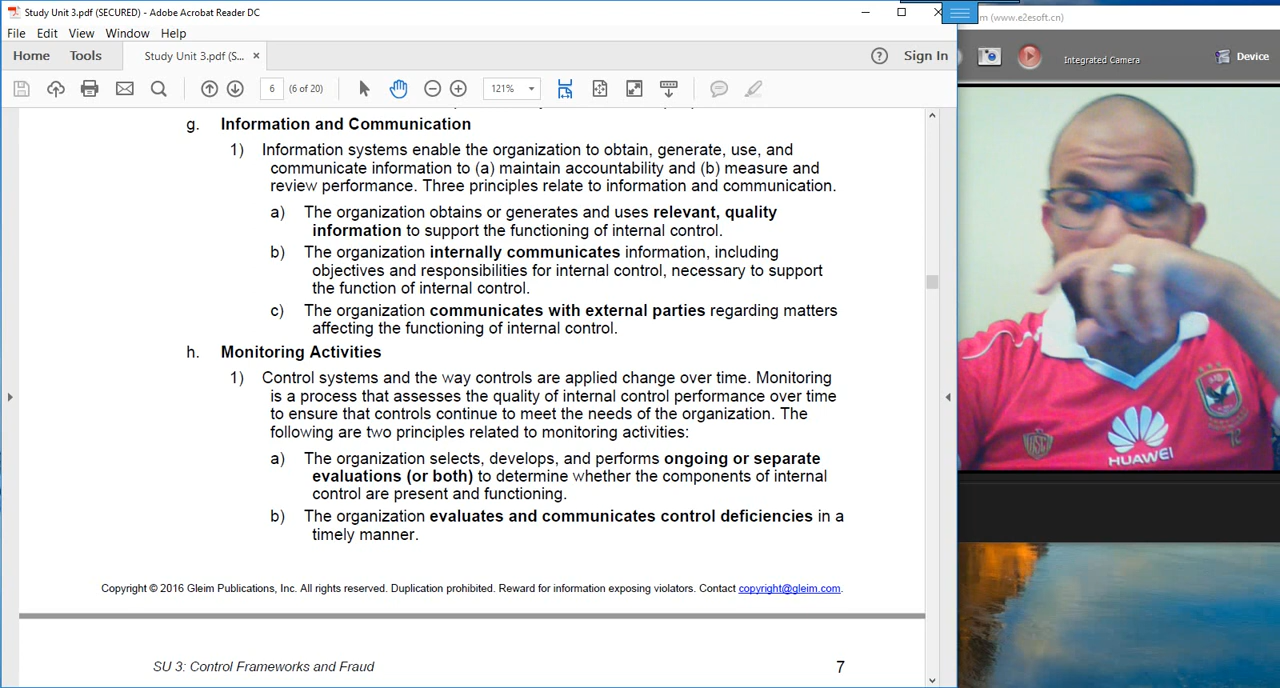 Study Unit 3.pdf (SECURED) - Adobe Acrobat Reader DC
m (www.e2esoft.cn)
File Edit View Window Help
Home Tools Study Unit 3.pdf (S... × ? Sign In
Integrated Camera Device
6 (6 of 20) 121%
g. Information and Communication
1) Information systems enable the organization to obtain, generate, use, and
communicate information to (a) maintain accountability and (b) measure and
review performance. Three principles relate to information and communication.
a) The organization obtains or generates and uses relevant, quality
information to support the functioning of internal control.
b) The organization internally communicates information, including
objectives and responsibilities for internal control, necessary to support
the function of internal control.
c) The organization communicates with external parties regarding matters
affecting the functioning of internal control.
h. Monitoring Activities
1) Control systems and the way controls are applied change over time. Monitoring
is a process that assesses the quality of internal control performance over time
to ensure that controls continue to meet the needs of the organization. The
following are two principles related to monitoring activities:
a) The organization selects, develops, and performs ongoing or separate
evaluations (or both) to determine whether the components of internal
control are present and functioning.
b) The organization evaluates and communicates control deficiencies in a
timely manner.
Copyright © 2016 Gleim Publications, Inc. All rights reserved. Duplication prohibited. Reward for information exposing violators. Contact copyright@gleim.com.
SU 3: Control Frameworks and Fraud 7
HUAWEI